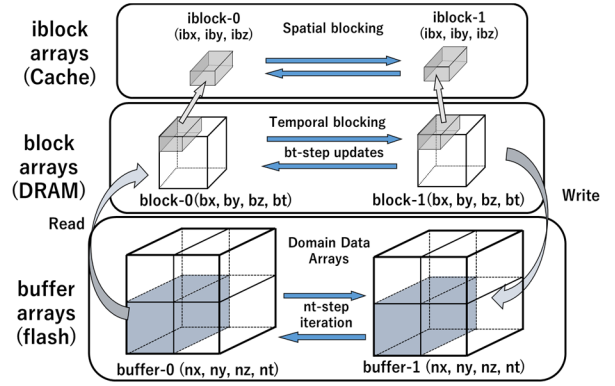 iblock
arrays
(Cache)
iblock-0
(ibx, iby, ibz)
Spatial blocking
iblock-1
(ibx, iby, ibz)
block
arrays
(DRAM)
Temporal blocking
bt-step updates
block-0(bx, by, bz, bt)
block-1(bx, by, bz, bt)
Read
Write
buffer
arrays
(flash)
Domain Data
Arrays
nt-step
iteration
buffer-0 (nx, ny, nz, nt)
buffer-1 (nx, ny, nz, nt)